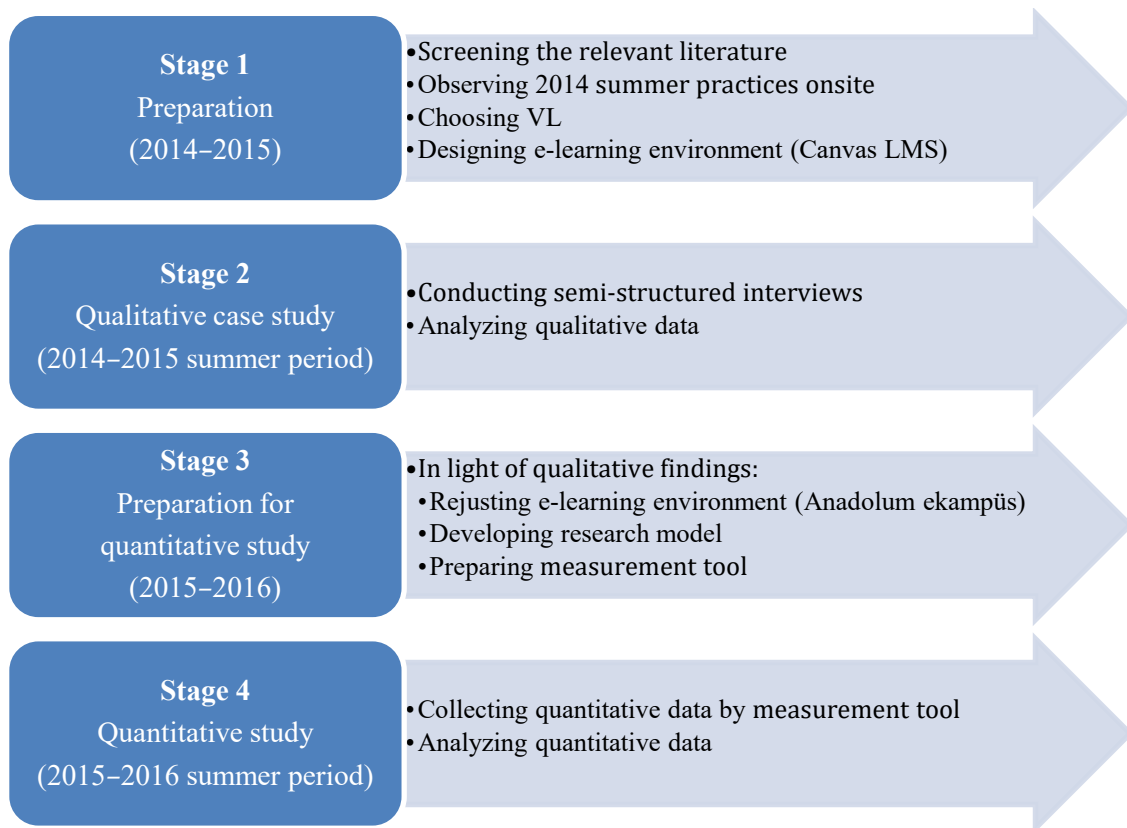 Stage 1
Preparation
(2014–2015)
•Screening the relevant literature
•Observing 2014 summer practices onsite
•Choosing VL
•Designing e-learning environment (Canvas LMS)
Stage 2
Qualitative case study
(2014–2015 summer period)
•Conducting semi-structured interviews
•Analyzing qualitative data
Stage 3
Preparation for
quantitative study
(2015–2016)
•In light of qualitative findings:
•Rejusting e-learning environment (Anadolum ekampüs)
•Developing research model
•Preparing measurement tool
Stage 4
Quantitative study
(2015–2016 summer period)
•Collecting quantitative data by measurement tool
•Analyzing quantitative data